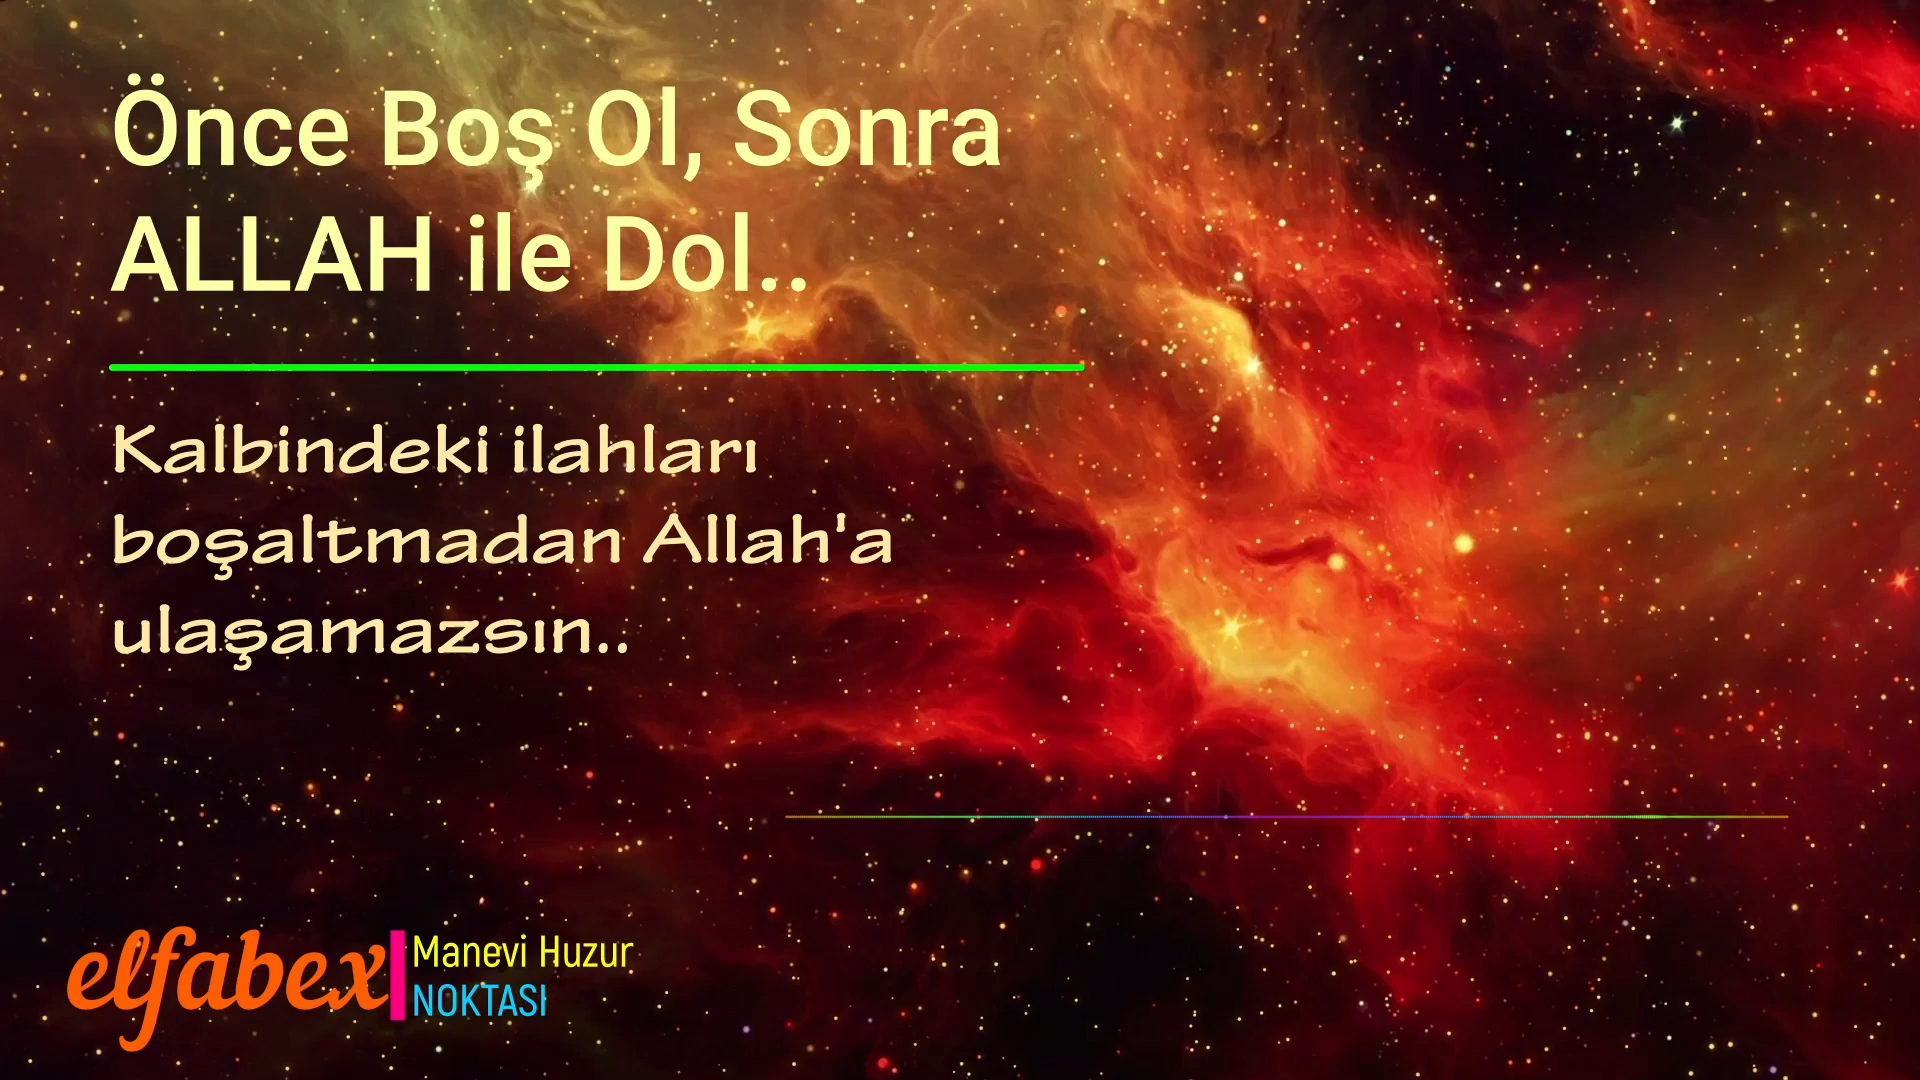 Önce Boş Ol, Sonra
ALLAH ile Dol..
Kalbindeki ilahları
boşaltmadan Allah'a
ulaşamazsın..
elfabex
Manevi Huzur
NOKTASI